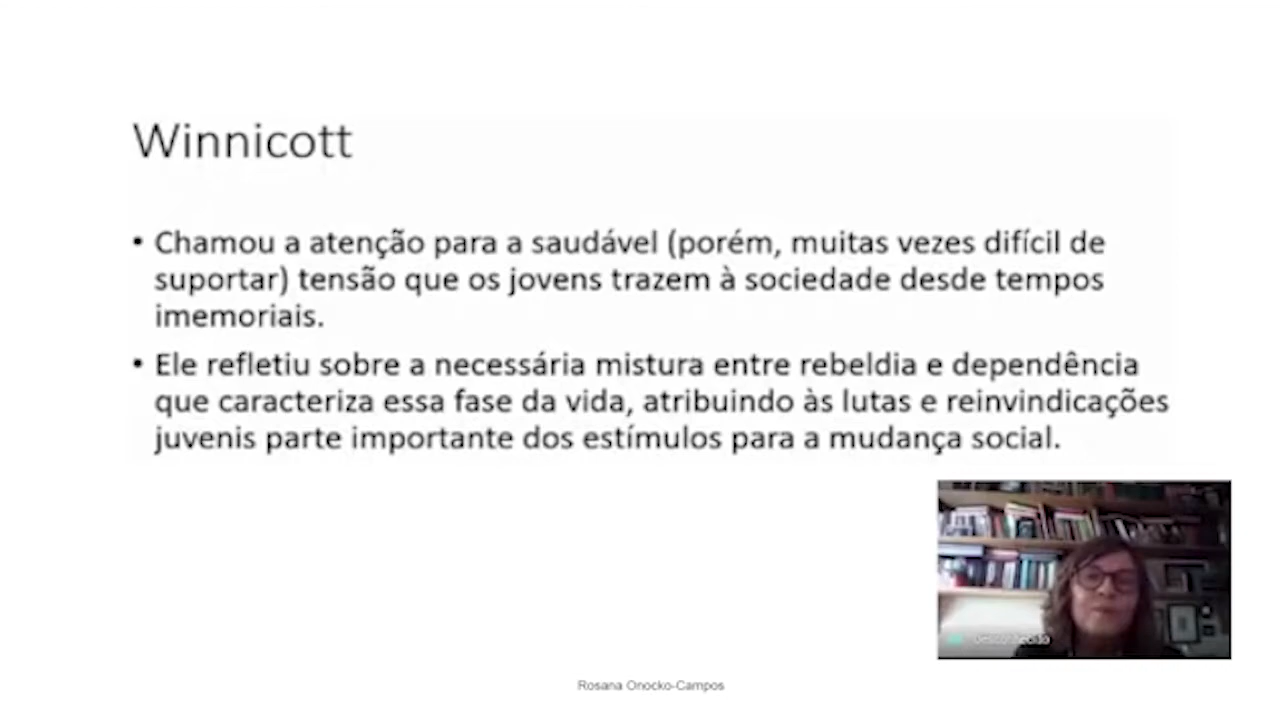 Winnicott
• Chamou a atenção para a saudável (porém, muitas vezes difícil de
suportar) tensão que os jovens trazem à sociedade desde tempos
imemoriais.
• Ele refletiu sobre a necessária mistura entre rebeldia e dependência
que caracteriza essa fase da vida, atribuindo às lutas e reinvindicações
juvenis parte importante dos estímulos para a mudança social.
Rosana Onocko-Campos